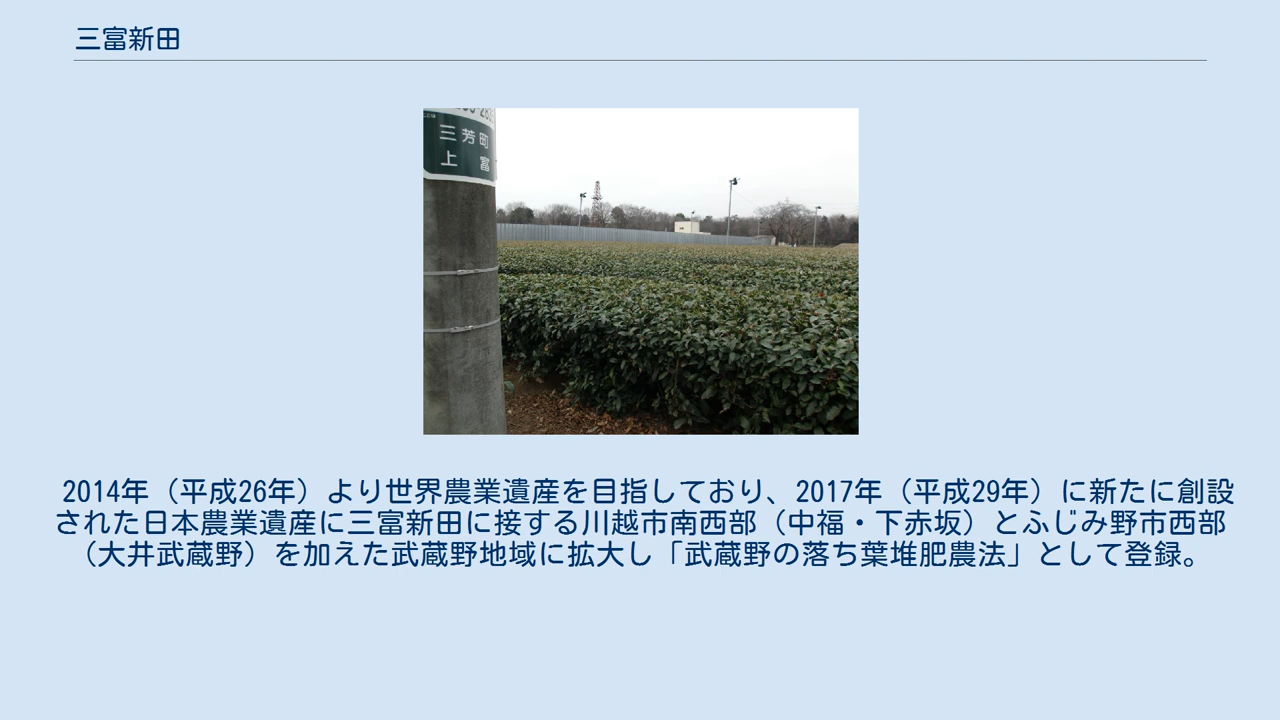 三富新田
三芳町
上富
2014年（平成26年）より世界農業遺産を目指しており、2017年（平成29年）に新たに創設
された日本農業遺産に三富新田に接する川越市南西部（中福・下赤坂）とふじみ野市西部
（大井武蔵野）を加えた武蔵野地域に拡大し「武蔵野の落ち葉堆肥農法」として登録。